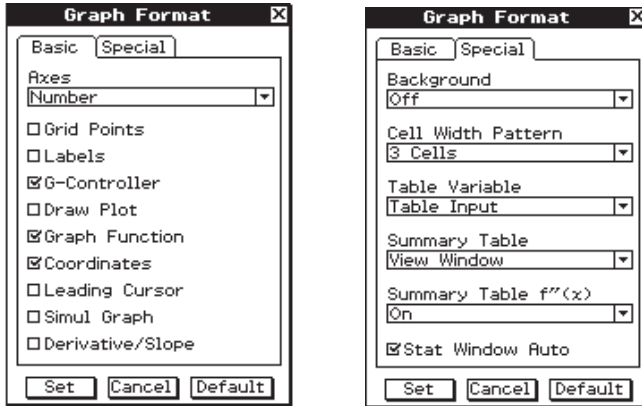 Graph Format
Basic Special
Axes
Number
Grid Points
Labels
G-Controller
Draw Plot
Graph Function
Coordinates
Leading Cursor
Simul Graph
Derivative/Slope
Set Cancel Default
Graph Format
Basic Special
Background
Off
Cell Width Pattern
3 Cells
Table Variable
Table Input
Summary Table
View Window
Summary Table f″(x)
On
Stat Window Auto
Set Cancel Default